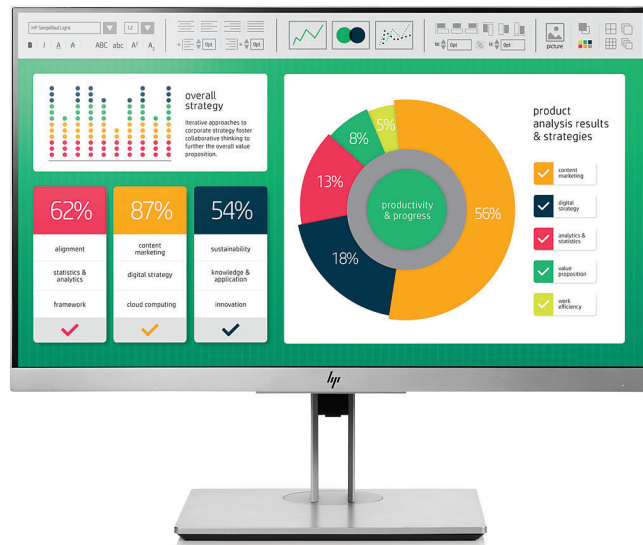 HP Simplified Light
12
B I A A ABC abc A² A₂
0pt
0pt
W: 0pt
H: 0pt
picture
overall
strategy
Iterative approaches to
corporate strategy foster
collaborative thinking to
further the overall value
proposition.
62%
alignment
statistics &
analytics
framework
87%
content
marketing
digital strategy
cloud computing
54%
sustainability
knowledge &
application
innovation
5%
8%
13%
18%
56%
productivity
& progress
product
analysis results
& strategies
content
marketing
digital
strategy
analytics &
statistics
value
proposition
work
efficiency
hp